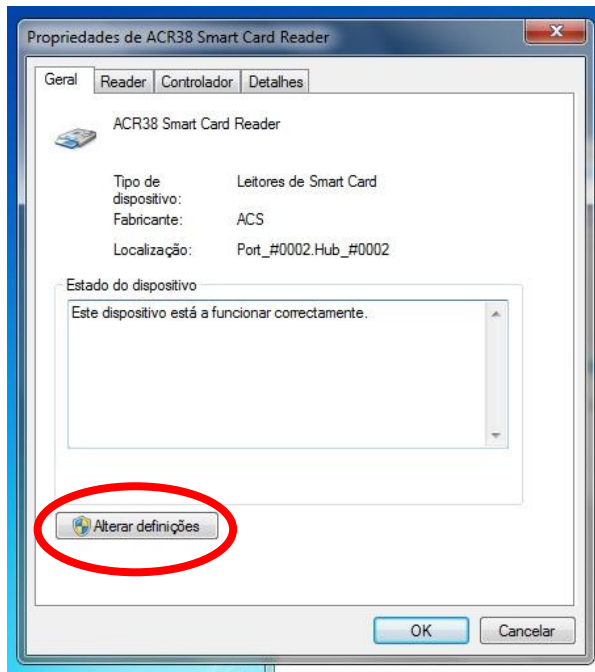 Propriedades de ACR38 Smart Card Reader
Geral Reader Controlador Detalhes
ACR38 Smart Card Reader
Tipo de dispositivo: Leitores de Smart Card
Fabricante: ACS
Localização: Port_#0002.Hub_#0002
Estado do dispositivo
Este dispositivo está a funcionar correctamente.
Alterar definições
OK Cancelar